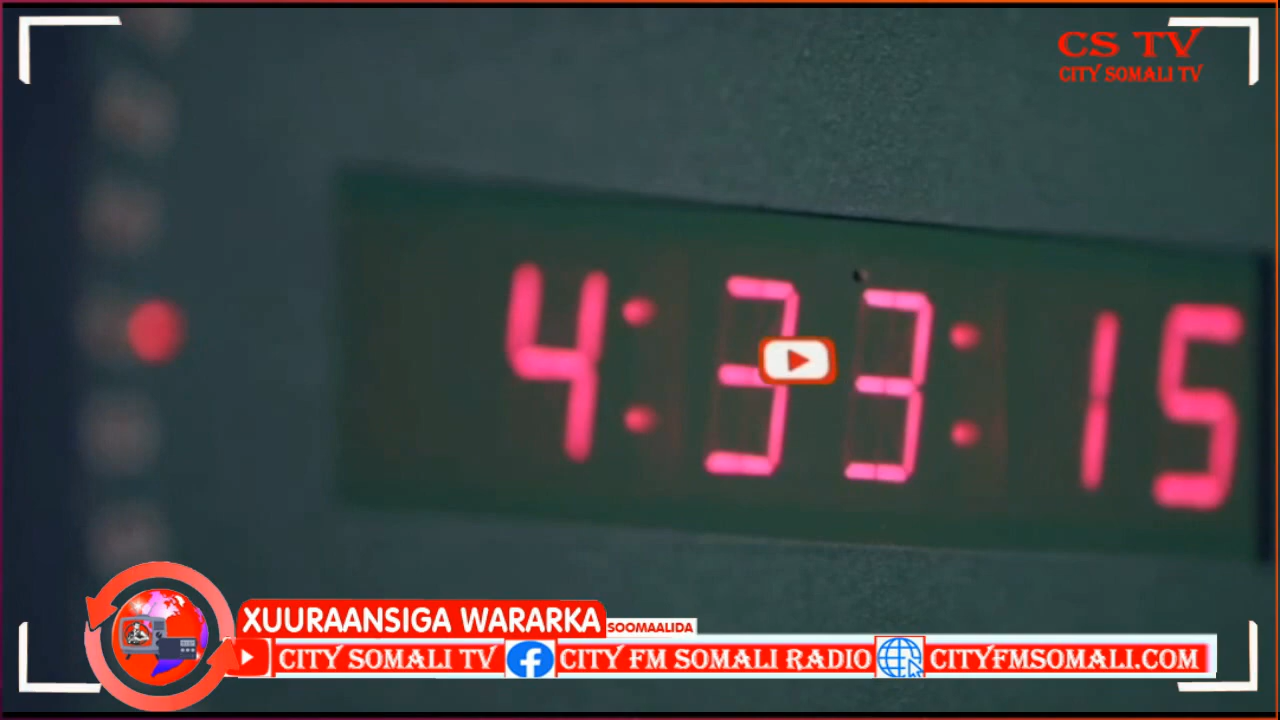 CS TV
CITY SOMALI TV
4:33:15
XUURAANSIGA WARARKA
SOOMAALIDA
CITY SOMALI TV CITY FM SOMALI RADIO CITYFMSOMALI.COM